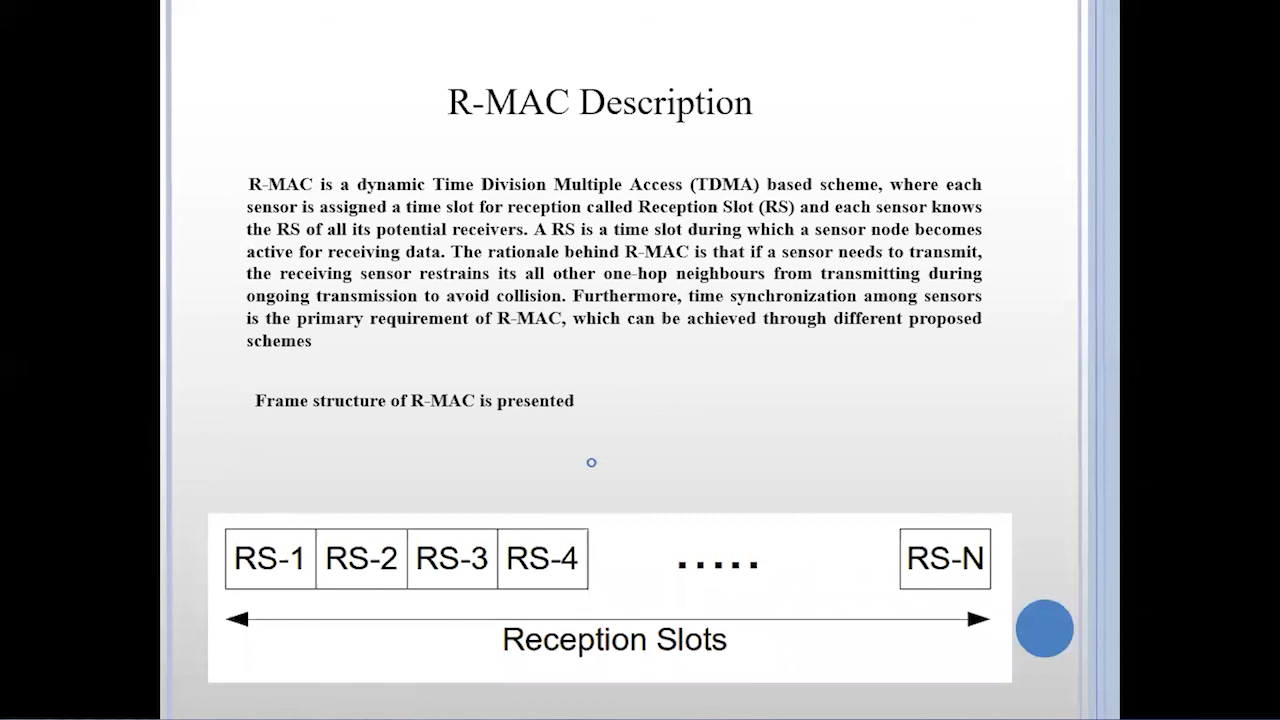 R-MAC Description
R-MAC is a dynamic Time Division Multiple Access (TDMA) based scheme, where each
sensor is assigned a time slot for reception called Reception Slot (RS) and each sensor knows
the RS of all its potential receivers. A RS is a time slot during which a sensor node becomes
active for receiving data. The rationale behind R-MAC is that if a sensor needs to transmit,
the receiving sensor restrains its all other one-hop neighbours from transmitting during
ongoing transmission to avoid collision. Furthermore, time synchronization among sensors
is the primary requirement of R-MAC, which can be achieved through different proposed
schemes
Frame structure of R-MAC is presented
RS-1 RS-2 RS-3 RS-4 ..... RS-N
Reception Slots